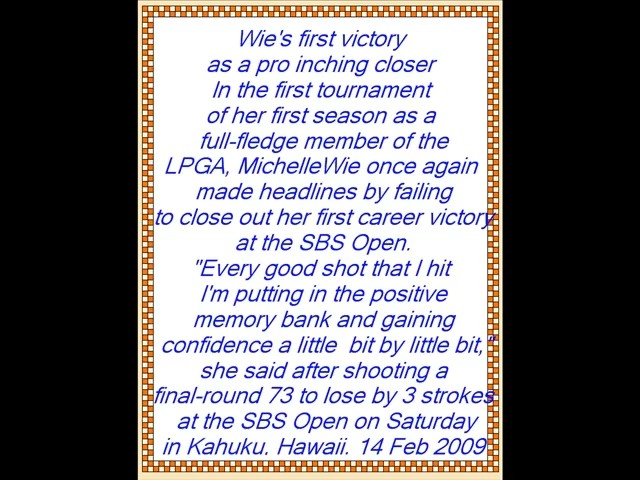 Wie's first victory
as a pro inching closer
In the first tournament
of her first season as a
full-fledge member of the
LPGA, MichelleWie once again
made headlines by failing
to close out her first career victory
at the SBS Open.
"Every good shot that I hit
I'm putting in the positive
memory bank and gaining
confidence a little  bit by little bit,"
she said after shooting a
final-round 73 to lose by 3 strokes
at the SBS Open on Saturday
in Kahuku. Hawaii. 14 Feb 2009